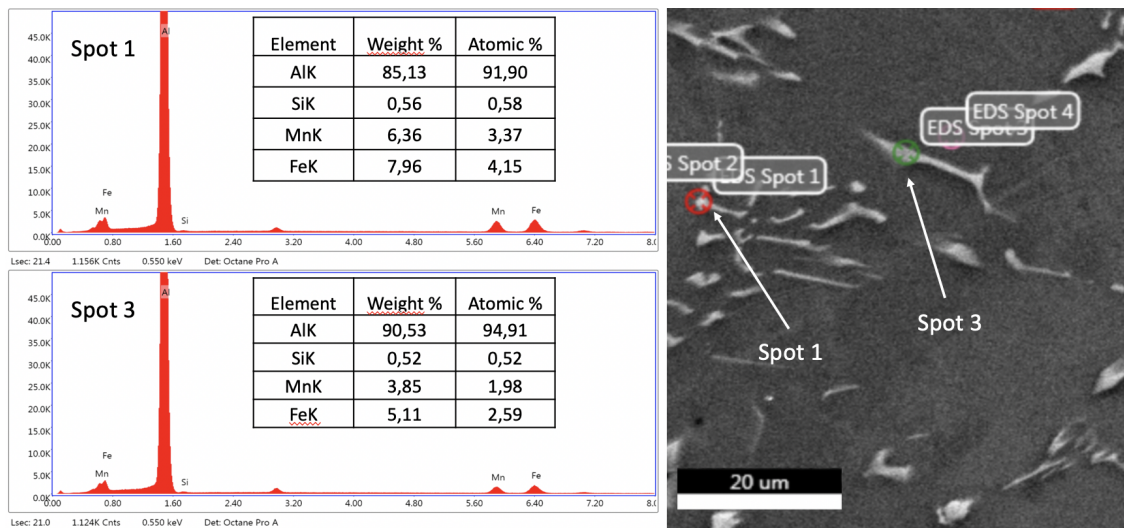 Spot 1
Element Weight % Atomic %
AlK 85,13 91,90
SiK 0,56 0,58
MnK 6,36 3,37
FeK 7,96 4,15
45.0K
40.0K
35.0K
30.0K
25.0K
20.0K
15.0K
10.0K
5.0K
0.0K
Al
Fe
Mn
Si
Mn
Fe
0.00 0.80 1.60 2.40 3.20 4.00 4.80 5.60 6.40 7.20 8.0
Lsec: 21.4 1.156K Cnts 0.550 keV Det: Octane Pro A
Spot 3
Element Weight % Atomic %
AlK 90,53 94,91
SiK 0,52 0,52
MnK 3,85 1,98
FeK 5,11 2,59
45.0K
40.0K
35.0K
30.0K
25.0K
20.0K
15.0K
10.0K
5.0K
0.0K
Al
Fe
Mn
Si
Mn
Fe
0.00 0.80 1.60 2.40 3.20 4.00 4.80 5.60 6.40 7.20 8.0
Lsec: 21.0 1.124K Cnts 0.550 keV Det: Octane Pro A
EDS Spot 4
EDS Spot 3
S Spot 2
EDS Spot 1
Spot 3
Spot 1
20 um